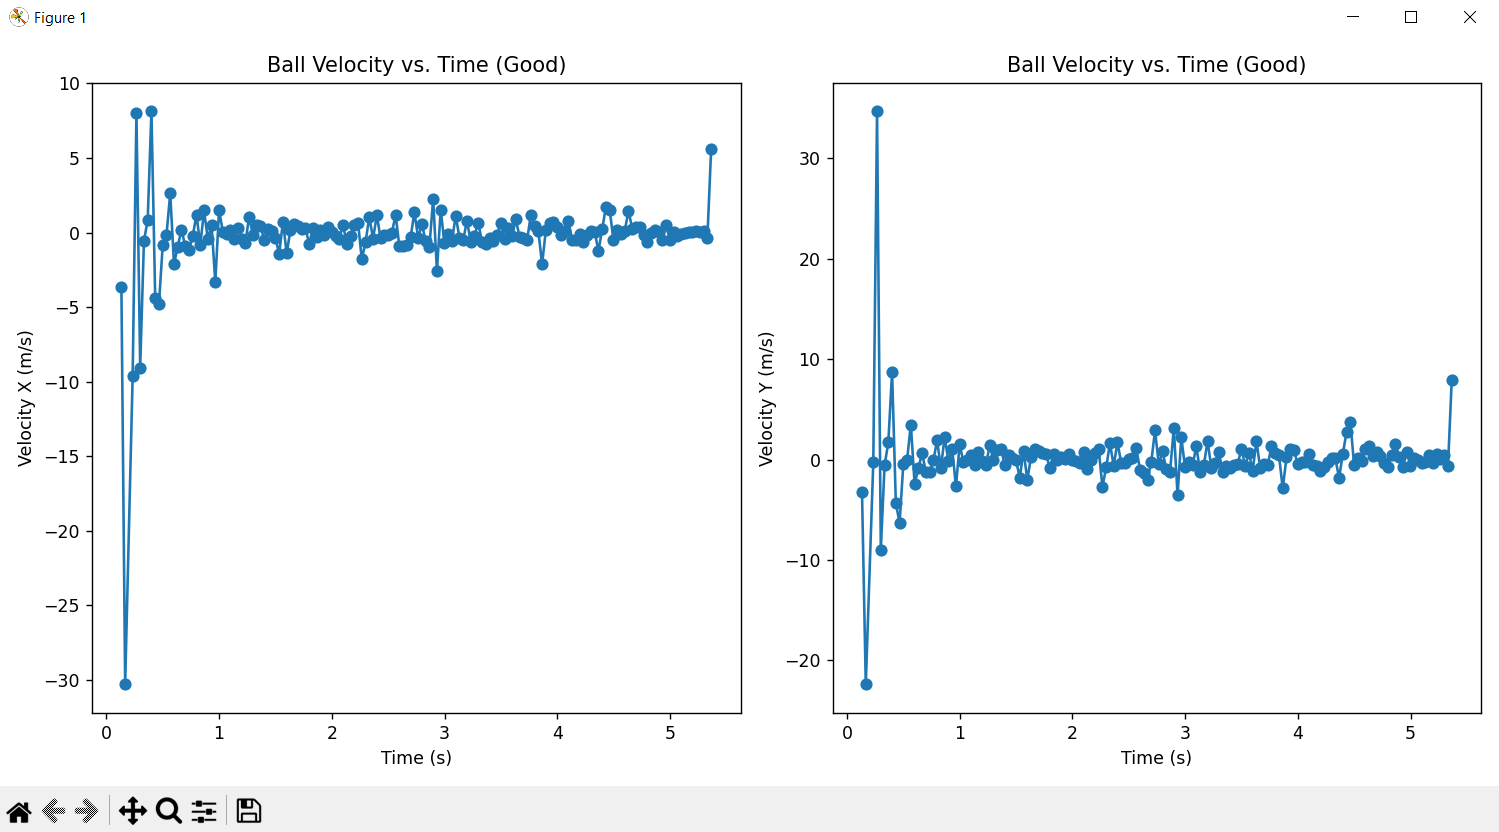 Figure 1
Ball Velocity vs. Time (Good)
10
5
0
−5
−10
−15
−20
−25
−30
Velocity X (m/s)
0 1 2 3 4 5
Time (s)
Ball Velocity vs. Time (Good)
30
20
10
0
−10
−20
Velocity Y (m/s)
0 1 2 3 4 5
Time (s)